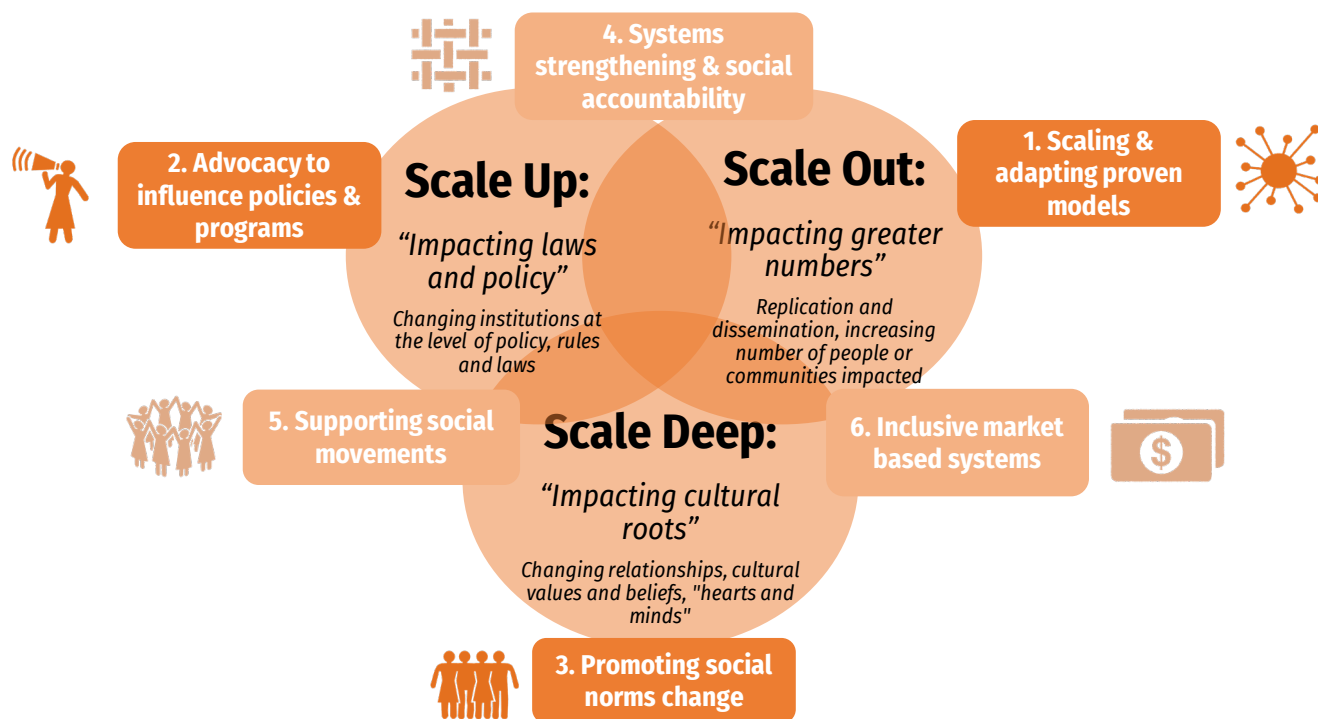 4. Systems
strengthening & social
accountability
2. Advocacy to
influence policies &
programs
1. Scaling &
adapting proven
models
Scale Up:
“Impacting laws
and policy”
Changing institutions at
the level of policy, rules
and laws
Scale Out:
“Impacting greater
numbers”
Replication and
dissemination, increasing
number of people or
communities impacted
5. Supporting social
movements
6. Inclusive market
based systems
$
Scale Deep:
“Impacting cultural
roots”
Changing relationships, cultural
values and beliefs, "hearts and
minds"
3. Promoting social
norms change